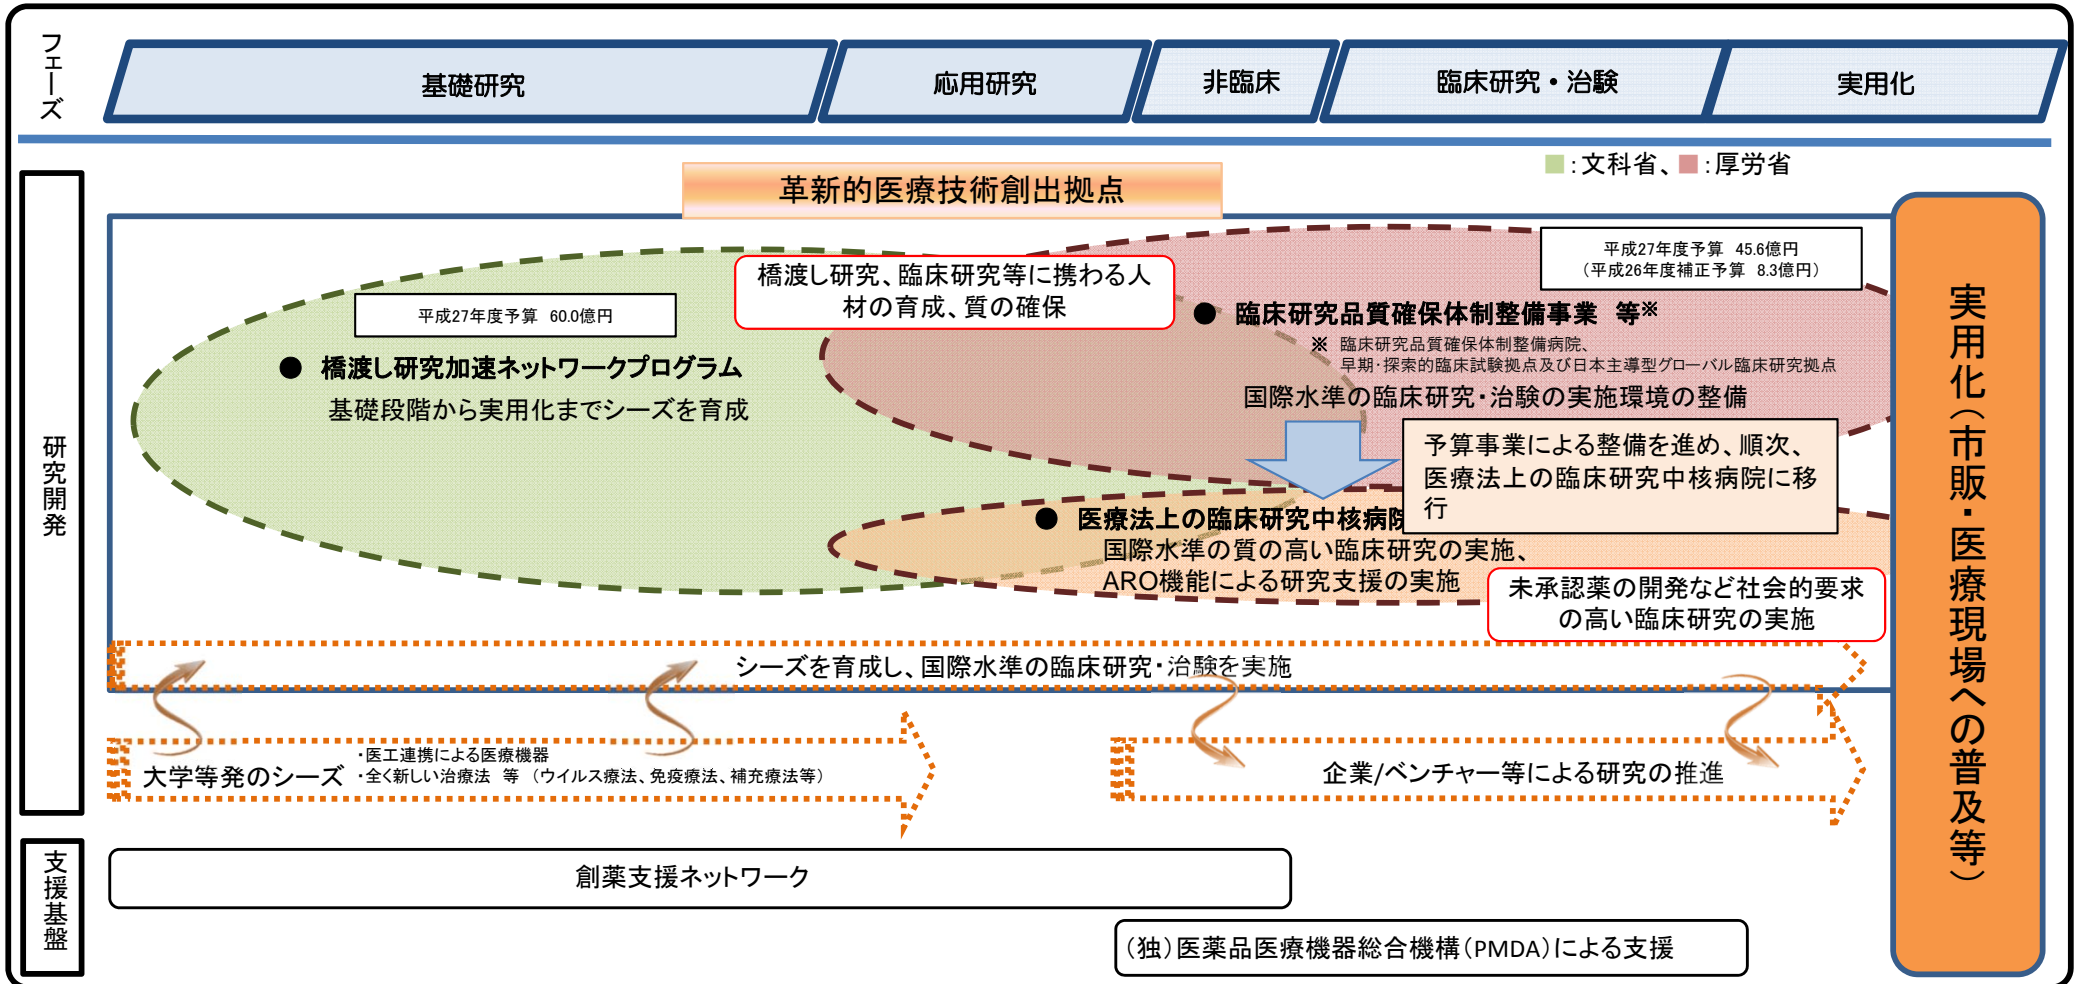 フェーズ
基礎研究
応用研究
非臨床
臨床研究・治験
実用化
：文科省、　：厚労省
研究開発
革新的医療技術創出拠点
平成27年度予算 45.6億円
（平成26年度補正予算 8.3億円）
橋渡し研究、臨床研究等に携わる人
材の育成、質の確保
平成27年度予算 60.0億円
● 臨床研究品質確保体制整備事業 等※
※ 臨床研究品質確保体制整備病院、
早期・探索的臨床試験拠点及び日本主導型グローバル臨床研究拠点
● 橋渡し研究加速ネットワークプログラム
基礎段階から実用化までシーズを育成
国際水準の臨床研究・治験の実施環境の整備
予算事業による整備を進め、順次、
医療法上の臨床研究中核病院に移
行
● 医療法上の臨床研究中核病院
国際水準の質の高い臨床研究の実施、
ARO機能による研究支援の実施
未承認薬の開発など社会的要求
の高い臨床研究の実施
シーズを育成し、国際水準の臨床研究・治験を実施
大学等発のシーズ
・医工連携による医療機器
・全く新しい治療法 等 （ウイルス療法、免疫療法、補充療法等）
企業/ベンチャー等による研究の推進
実用化（市販・医療現場への普及等）
支援基盤
創薬支援ネットワーク
（独）医薬品医療機器総合機構（PMDA）による支援